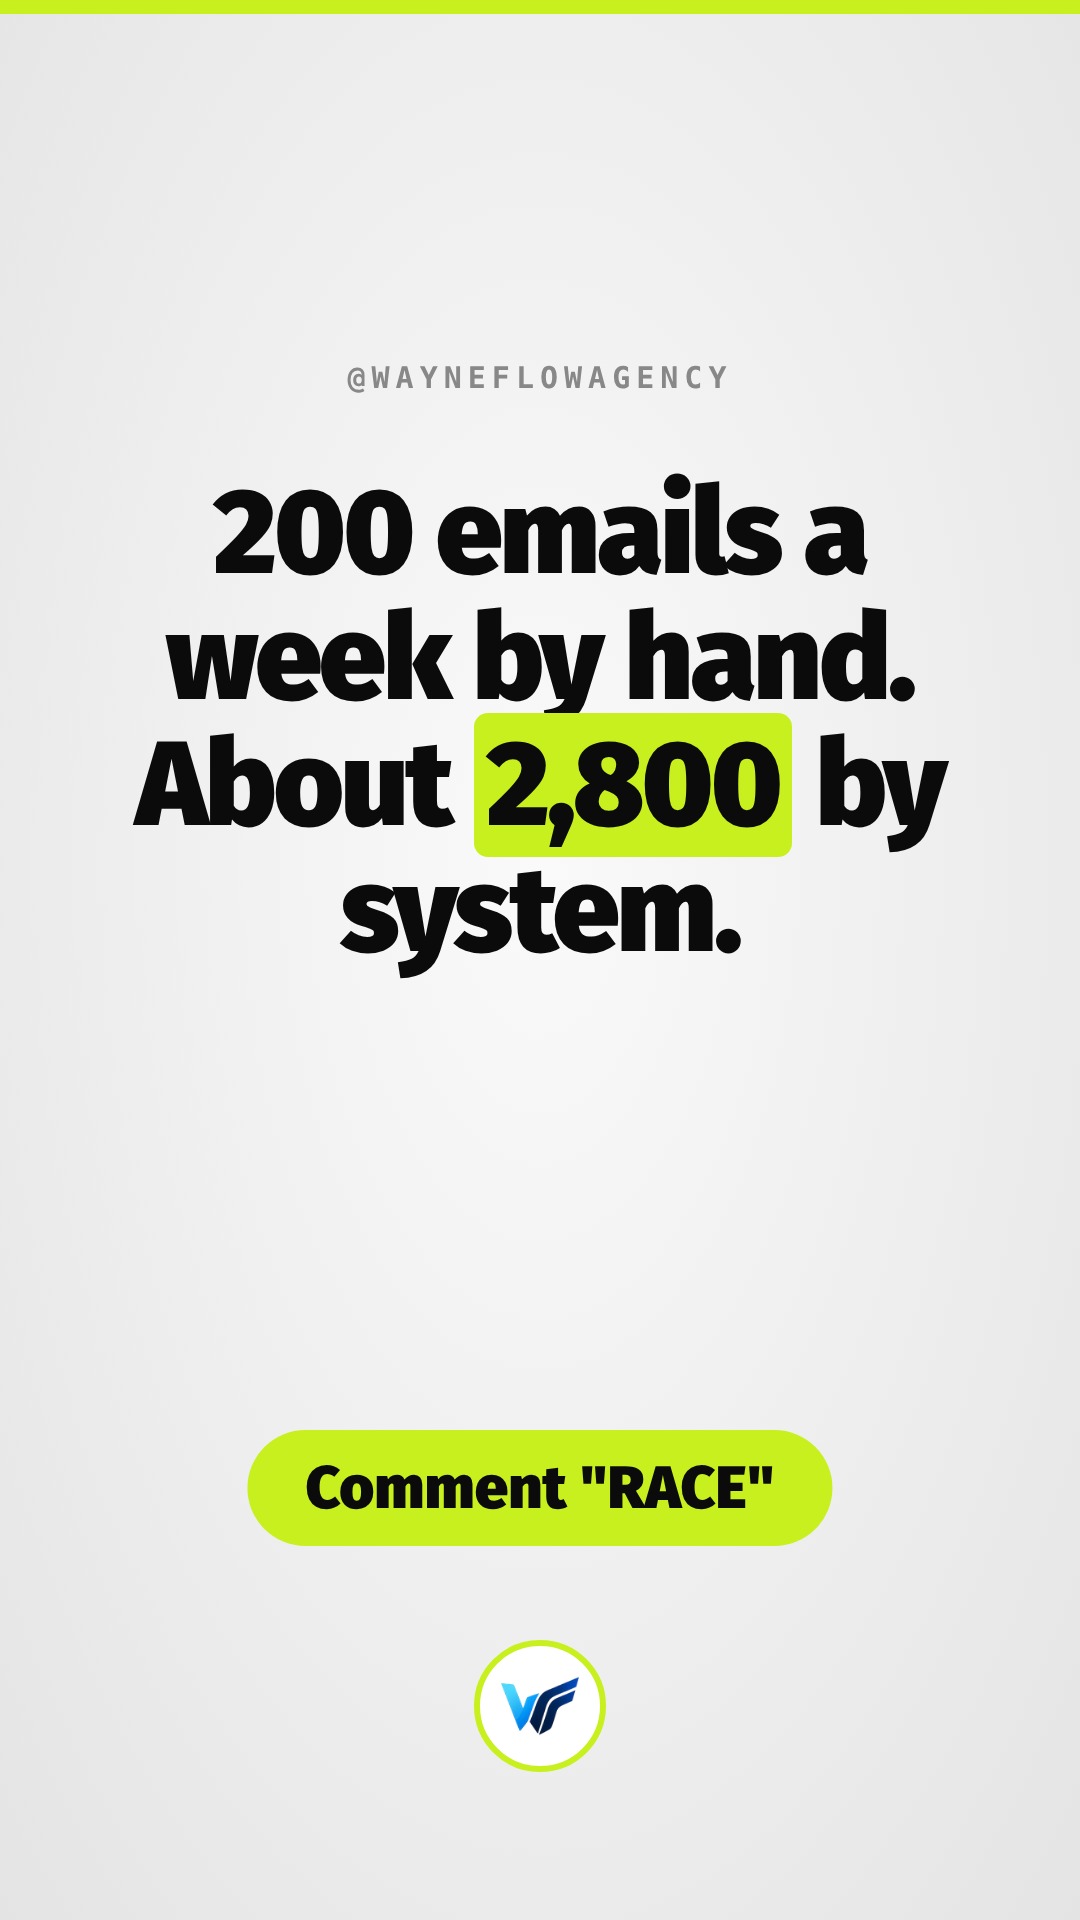 @WAYNEFLOWAGENCY
200 emails a
week by hand.
About 2,800 by
system.
Comment "RACE"